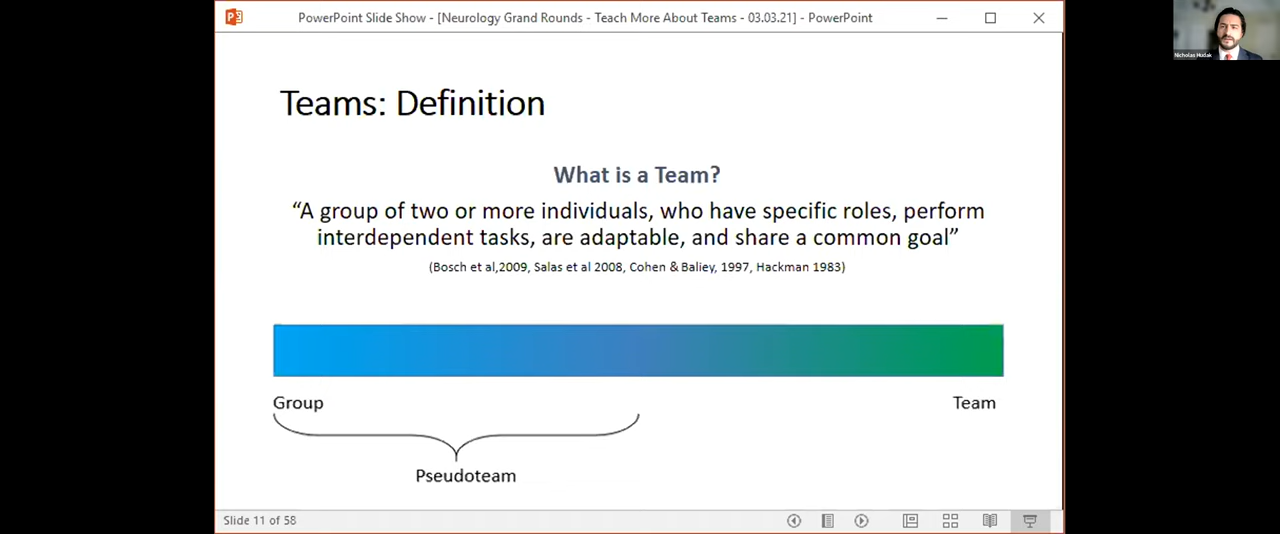 PowerPoint Slide Show - [Neurology Grand Rounds - Teach More About Teams - 03.03.21] - PowerPoint
Nicholas Hudak
Teams: Definition
What is a Team?
“A group of two or more individuals, who have specific roles, perform
interdependent tasks, are adaptable, and share a common goal”
(Bosch et al,2009, Salas et al 2008, Cohen & Baliey, 1997, Hackman 1983)
Group
Team
Pseudoteam
Slide 11 of 58